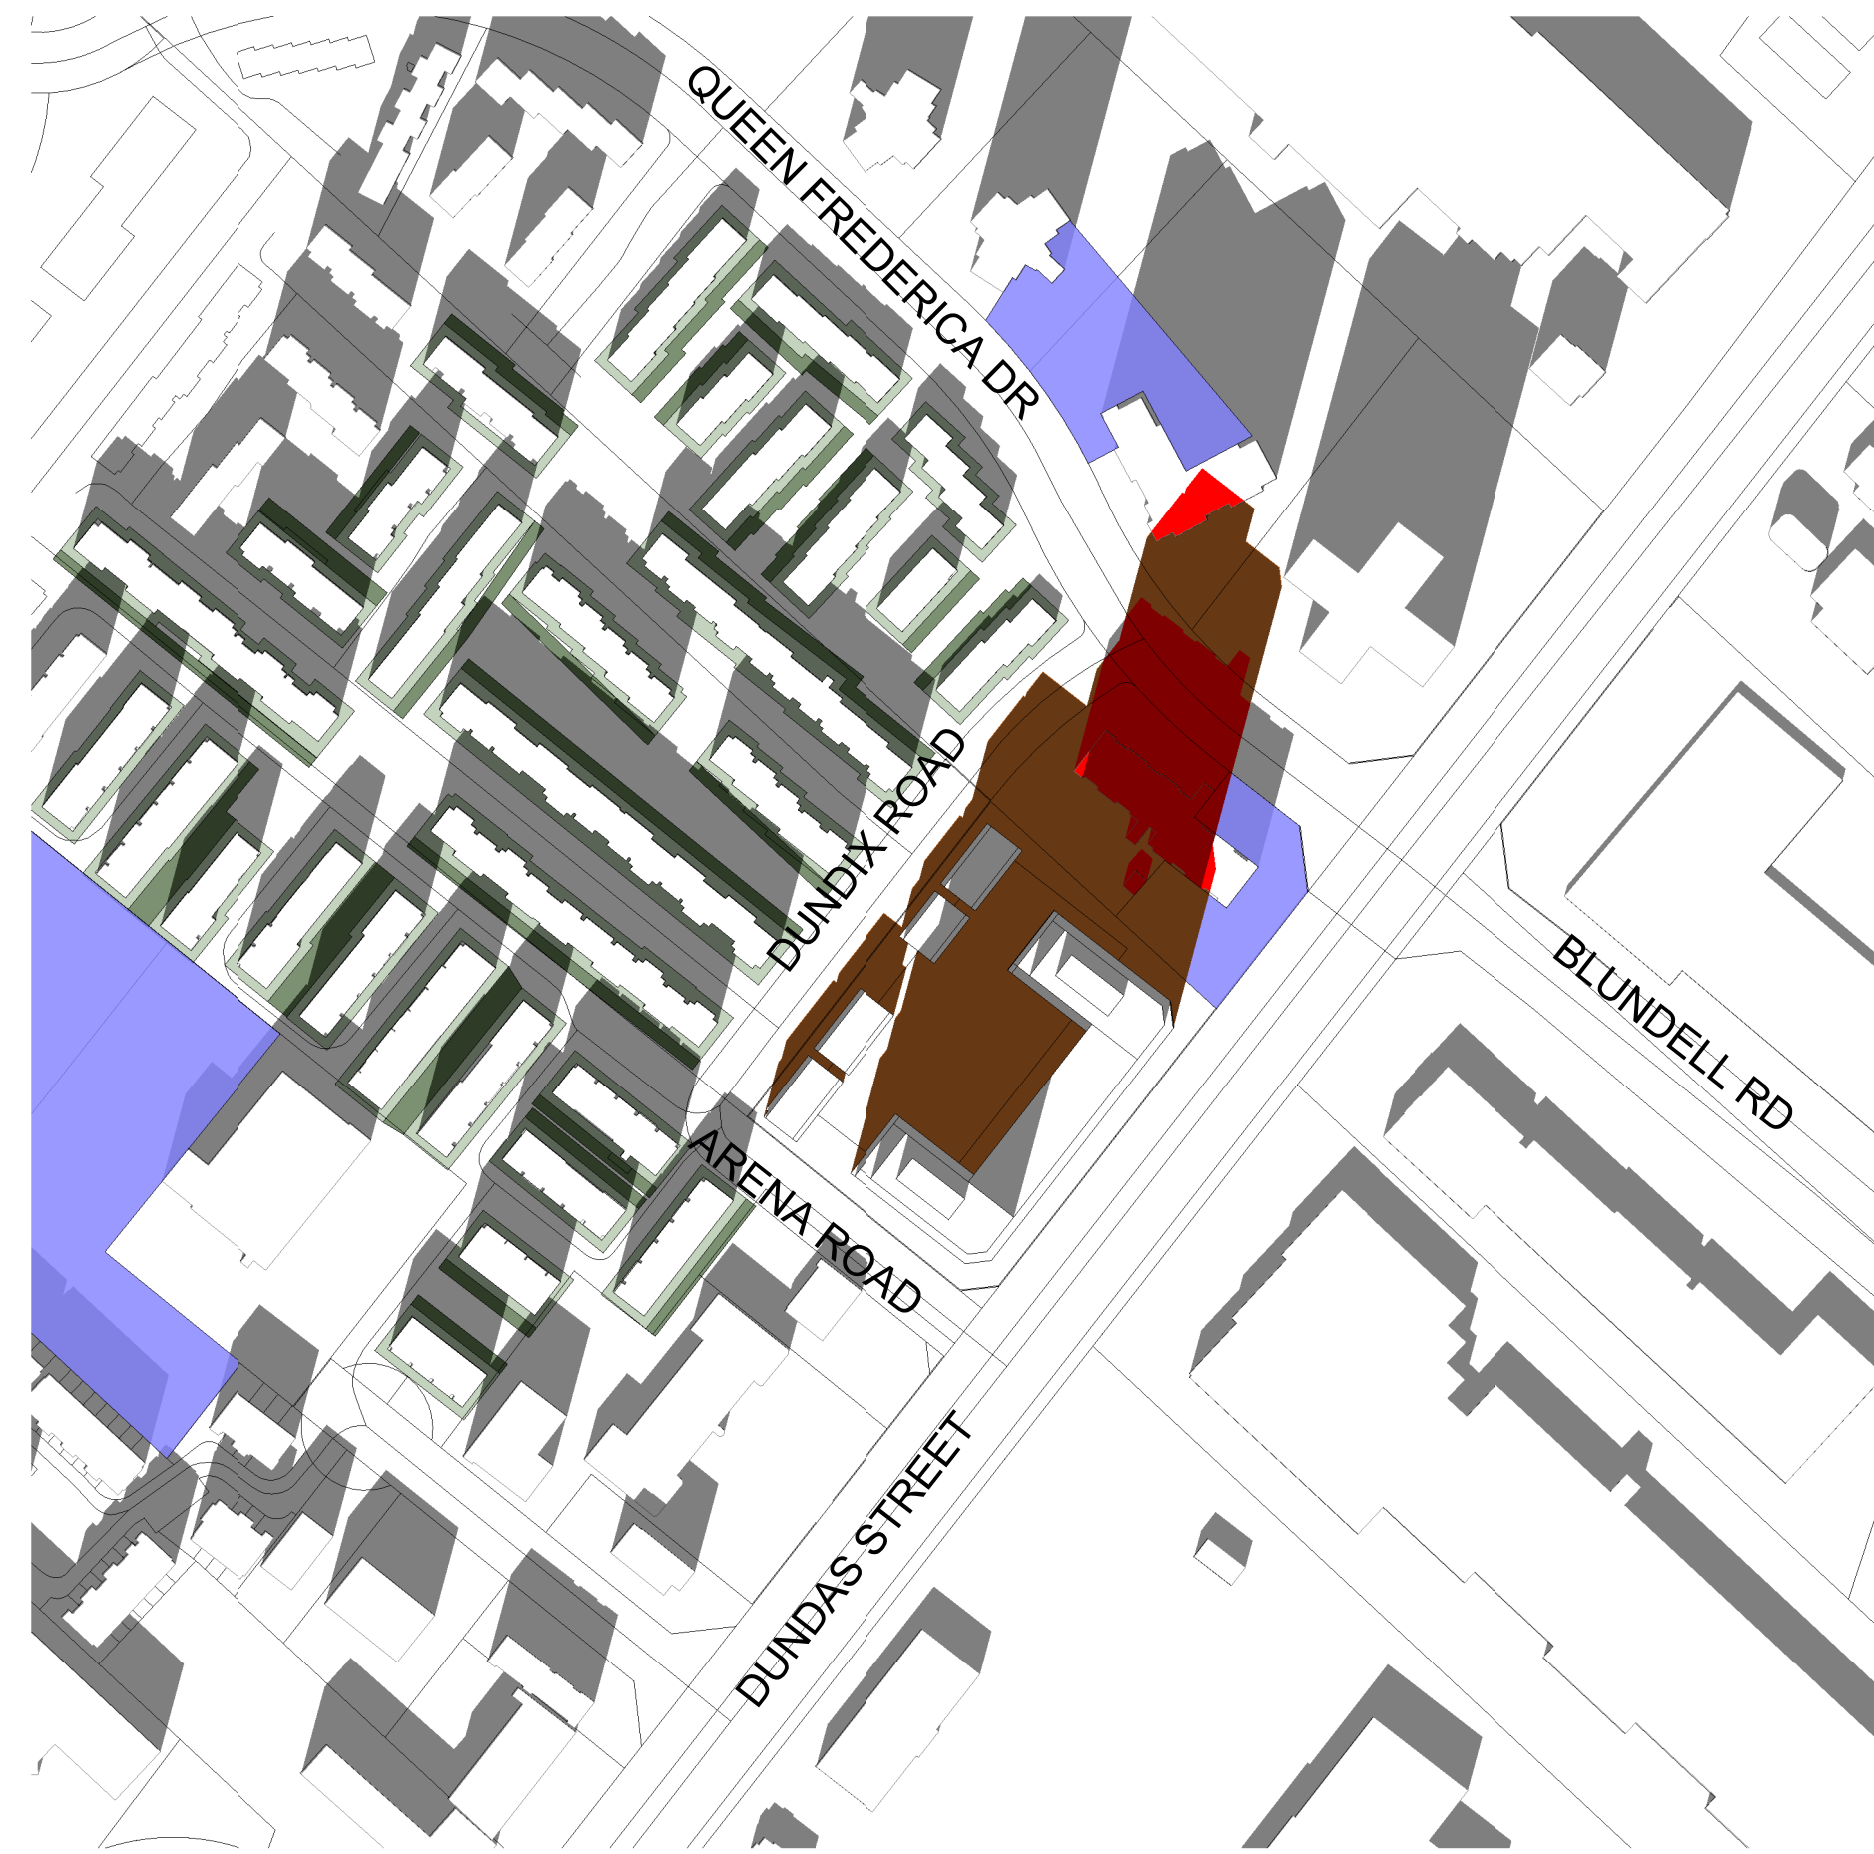 QUEEN FREDERICA DR
DUNDIX ROAD
BLUNDELL RD
ARENA ROAD
DUNDAS STREET